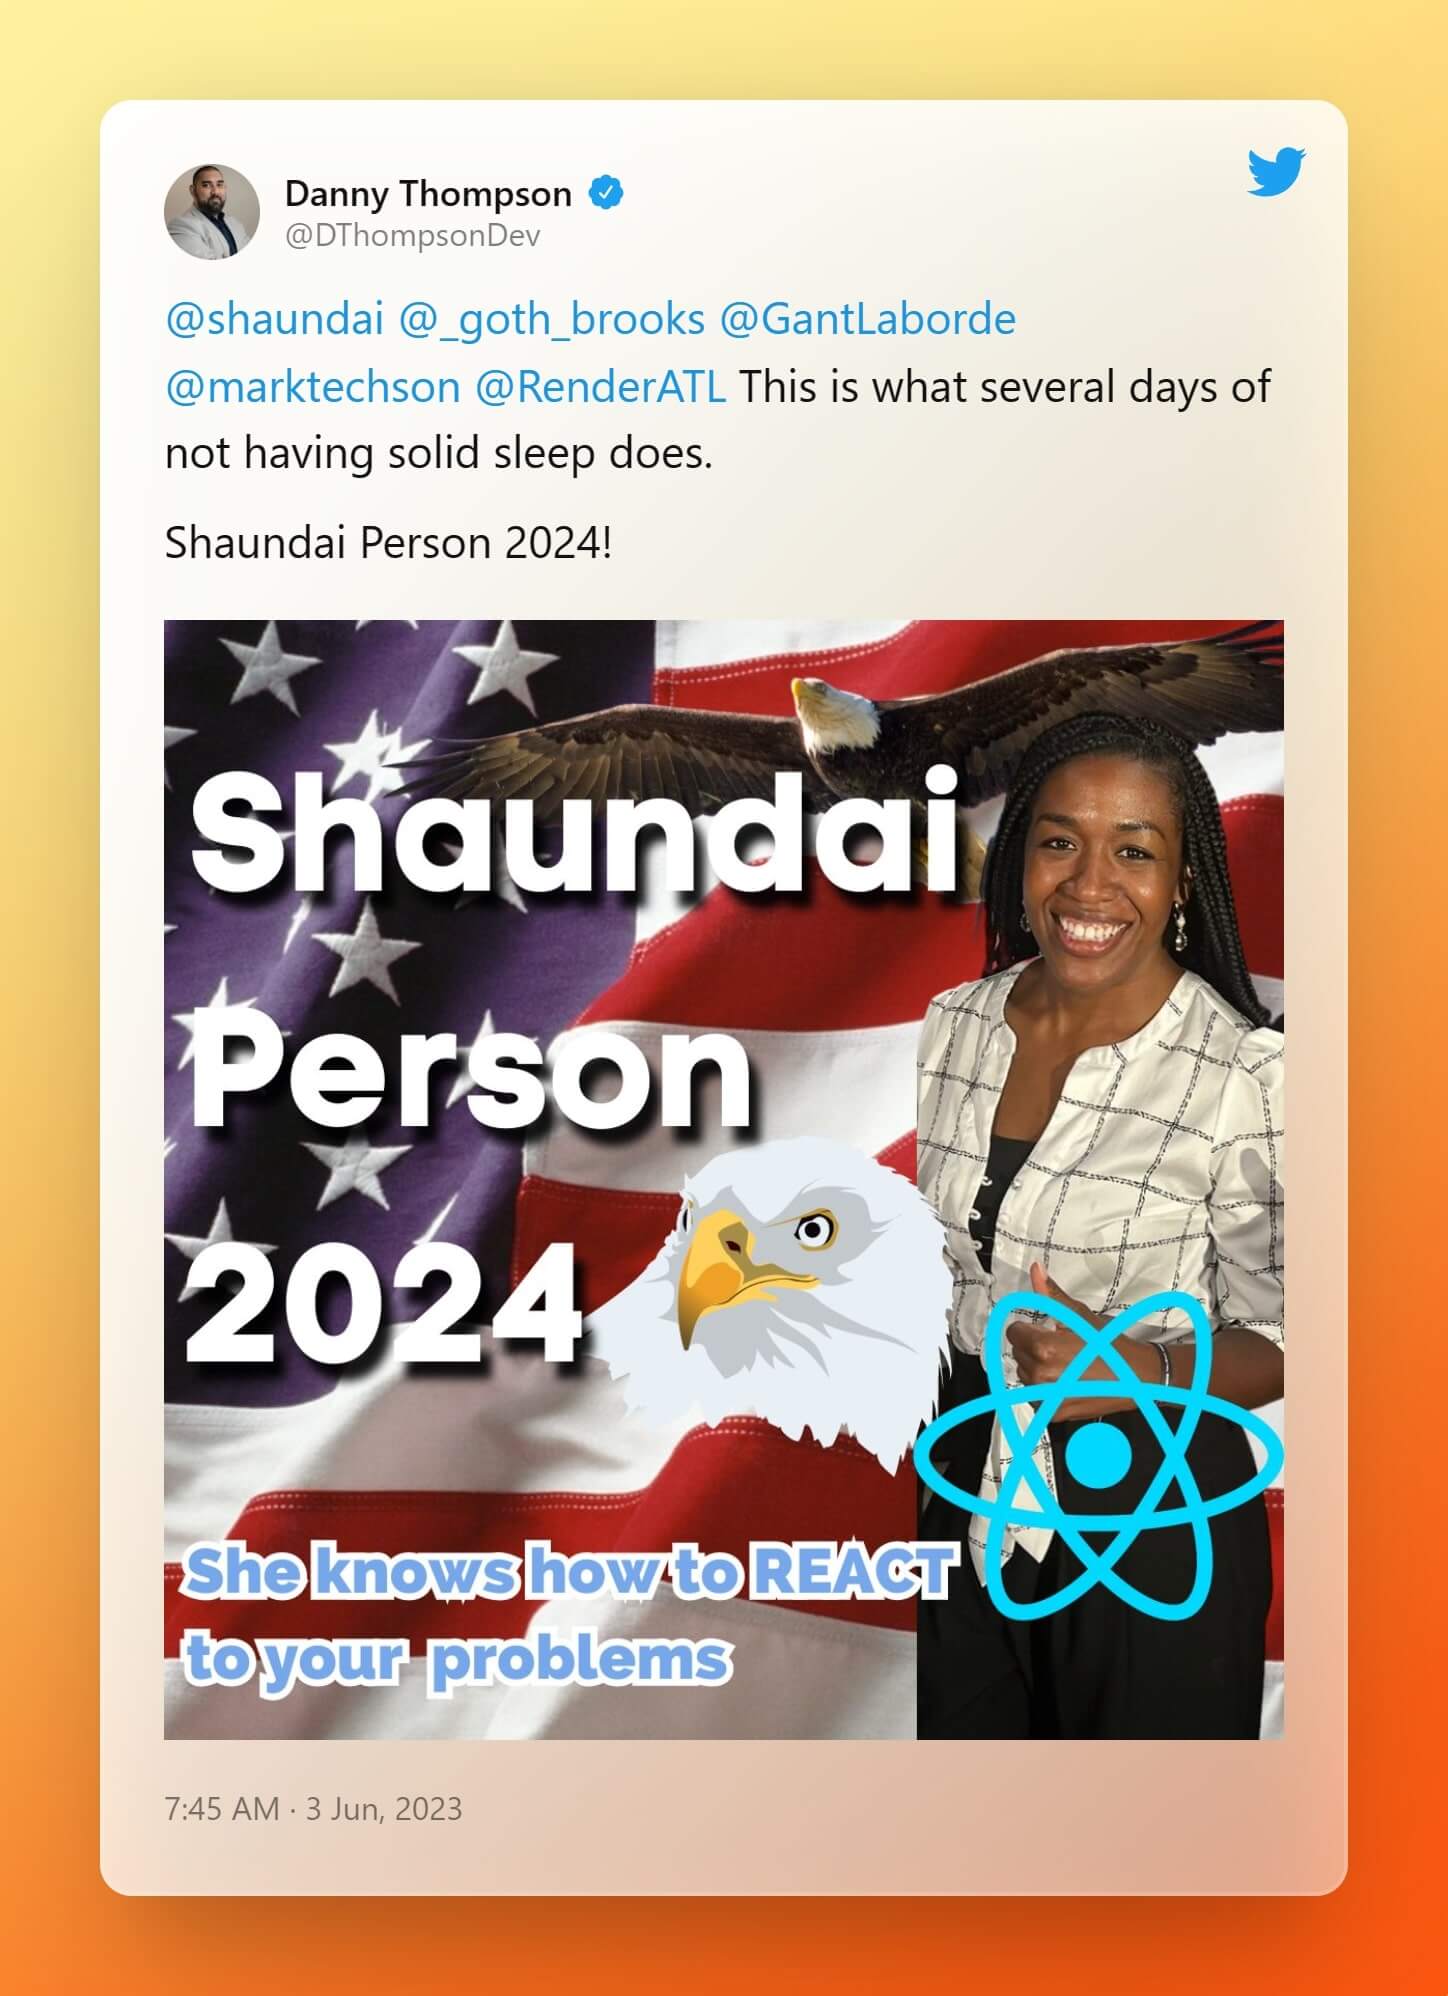 Danny Thompson
@DThompsonDev
@shaundai @_goth_brooks @GantLaborde
@marktechson @RenderATL This is what several days of
not having solid sleep does.
Shaundai Person 2024!
Shaundai
Person
2024
She knows how to REACT
to your problems
7:45 AM · 3 Jun, 2023